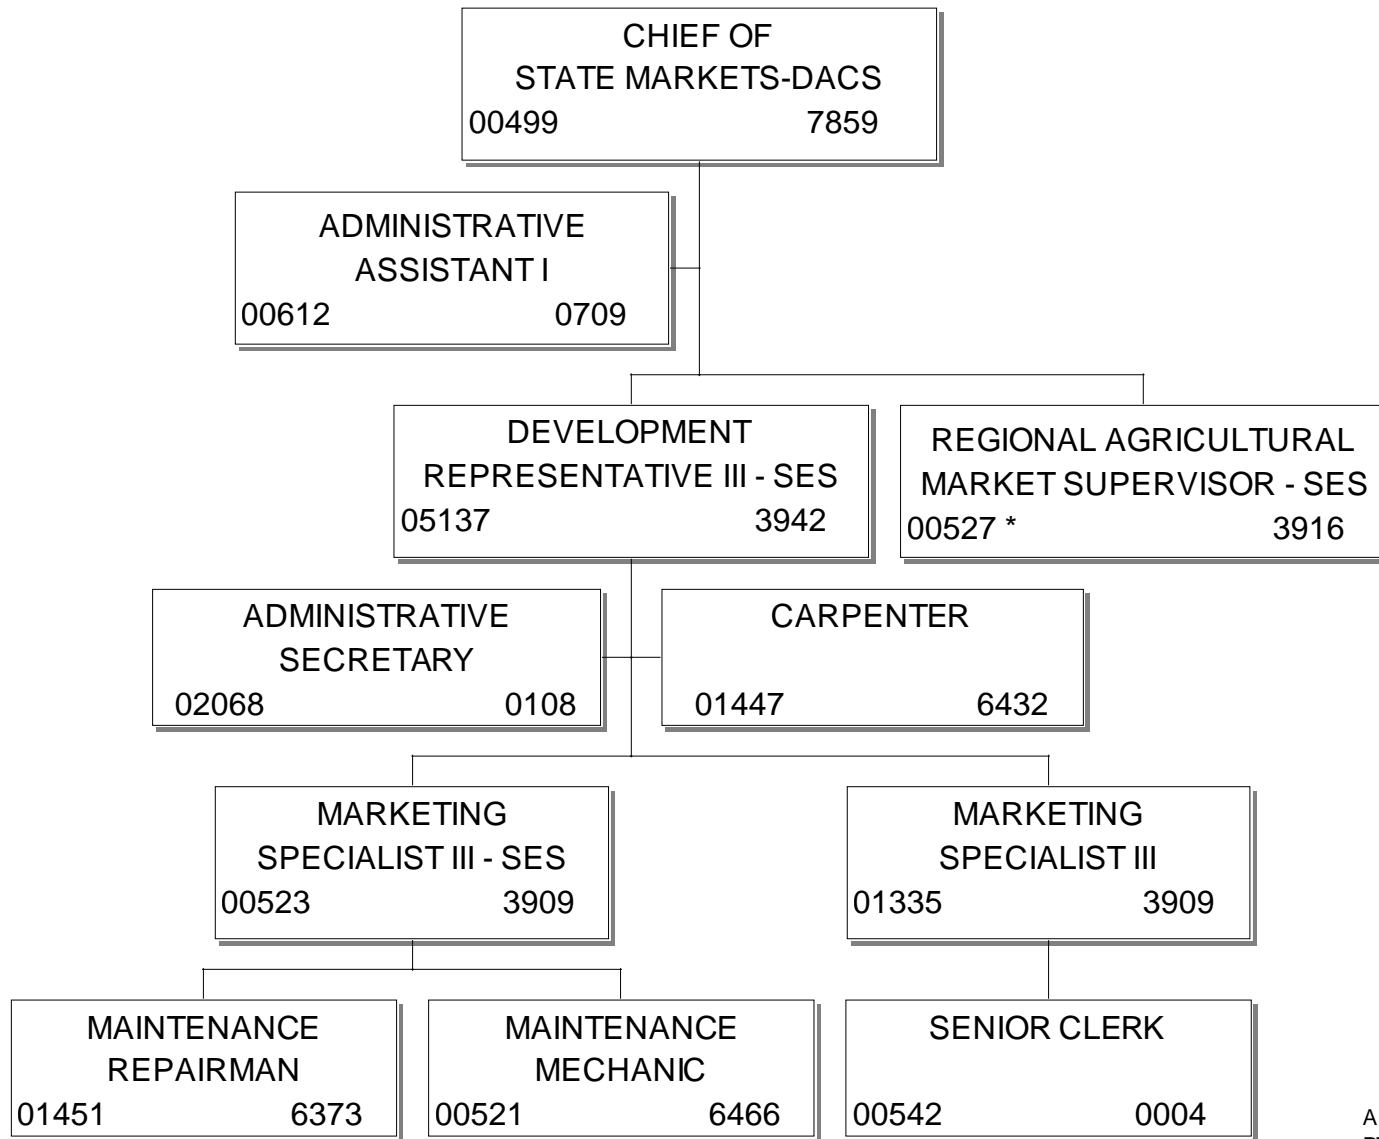 CHIEF OF
STATE MARKETS-DACS
00499 7859
ADMINISTRATIVE
ASSISTANT I
00612 0709
DEVELOPMENT
REPRESENTATIVE III - SES
05137 3942
REGIONAL AGRICULTURAL
MARKET SUPERVISOR - SES
00527 * 3916
ADMINISTRATIVE
SECRETARY
02068 0108
CARPENTER
01447 6432
MARKETING
SPECIALIST III - SES
00523 3909
MARKETING
SPECIALIST III
01335 3909
MAINTENANCE
REPAIRMAN
01451 6373
MAINTENANCE
MECHANIC
00521 6466
SENIOR CLERK
00542 0004
A